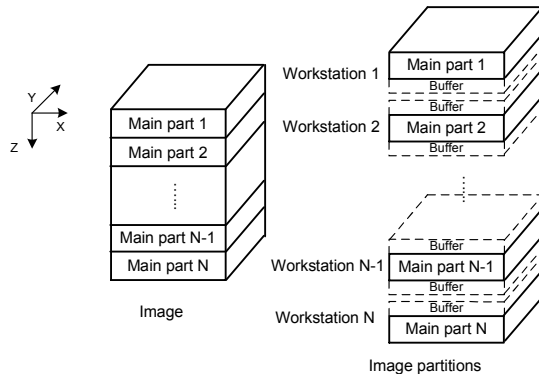 Y
X
Z
Main part 1
Main part 2
Main part N-1
Main part N
Image
Workstation 1
Main part 1
Buffer
Buffer
Workstation 2
Main part 2
Buffer
Buffer
Workstation N-1
Main part N-1
Buffer
Buffer
Workstation N
Main part N
Image partitions